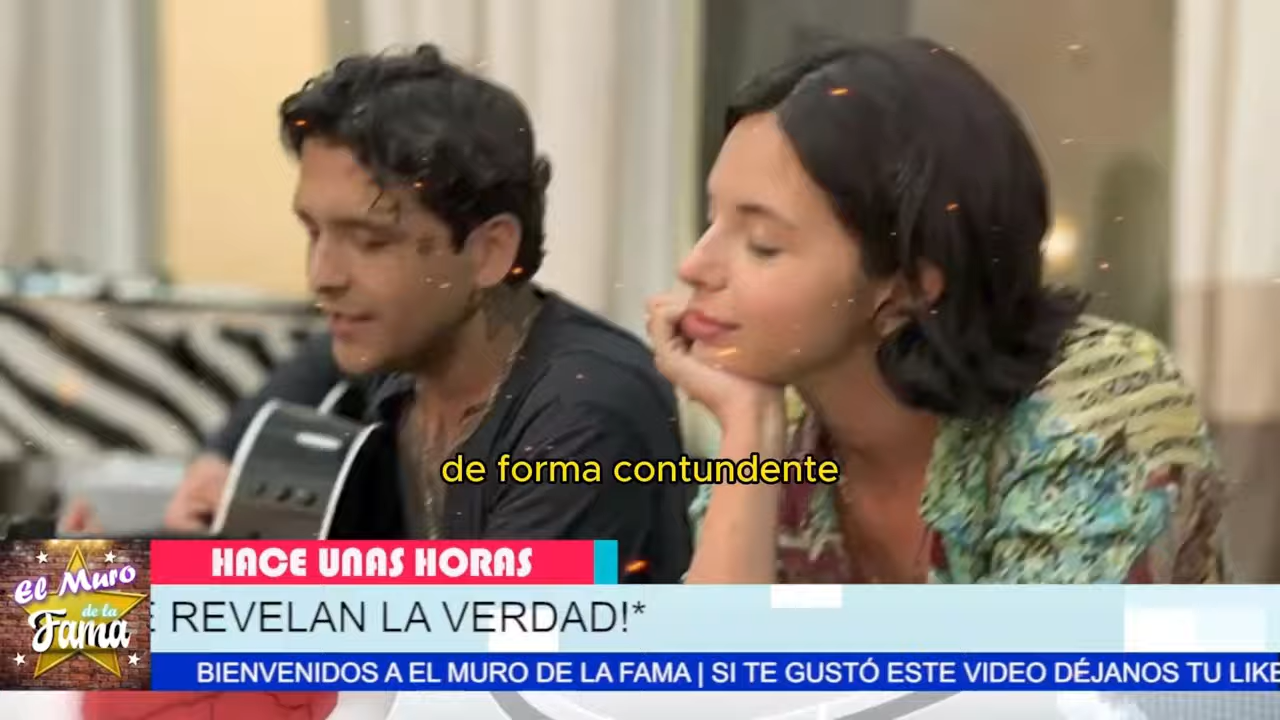 de forma contundente
HACE UNAS HORAS
REVELAN LA VERDAD!*
El Muro
de la
Fama
BIENVENIDOS A EL MURO DE LA FAMA | SI TE GUSTÓ ESTE VIDEO DÉJANOS TU LIKE